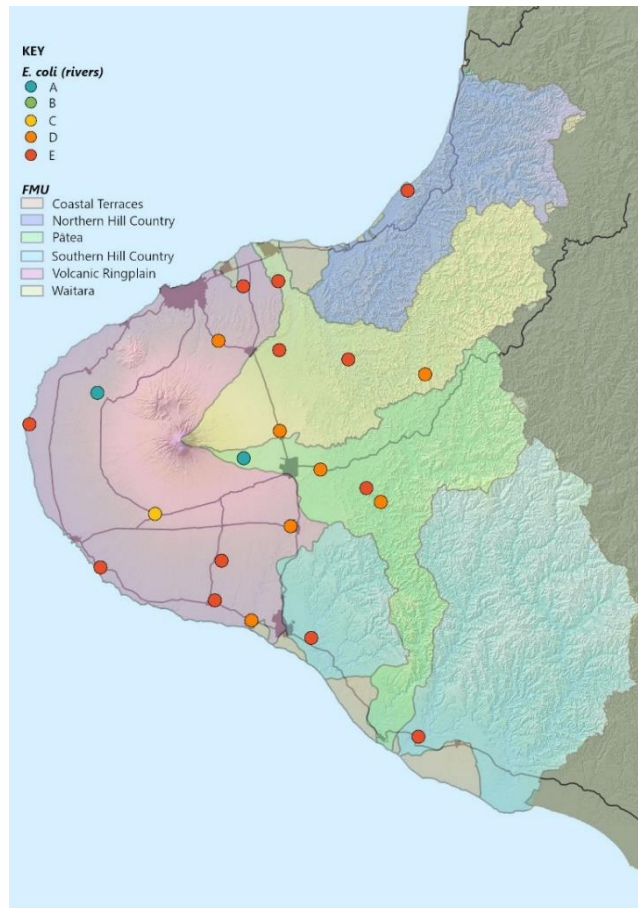 KEY
E. coli (rivers)
A
B
C
D
E
FMU
Coastal Terraces
Northern Hill Country
Pātea
Southern Hill Country
Volcanic Ringplain
Waitara